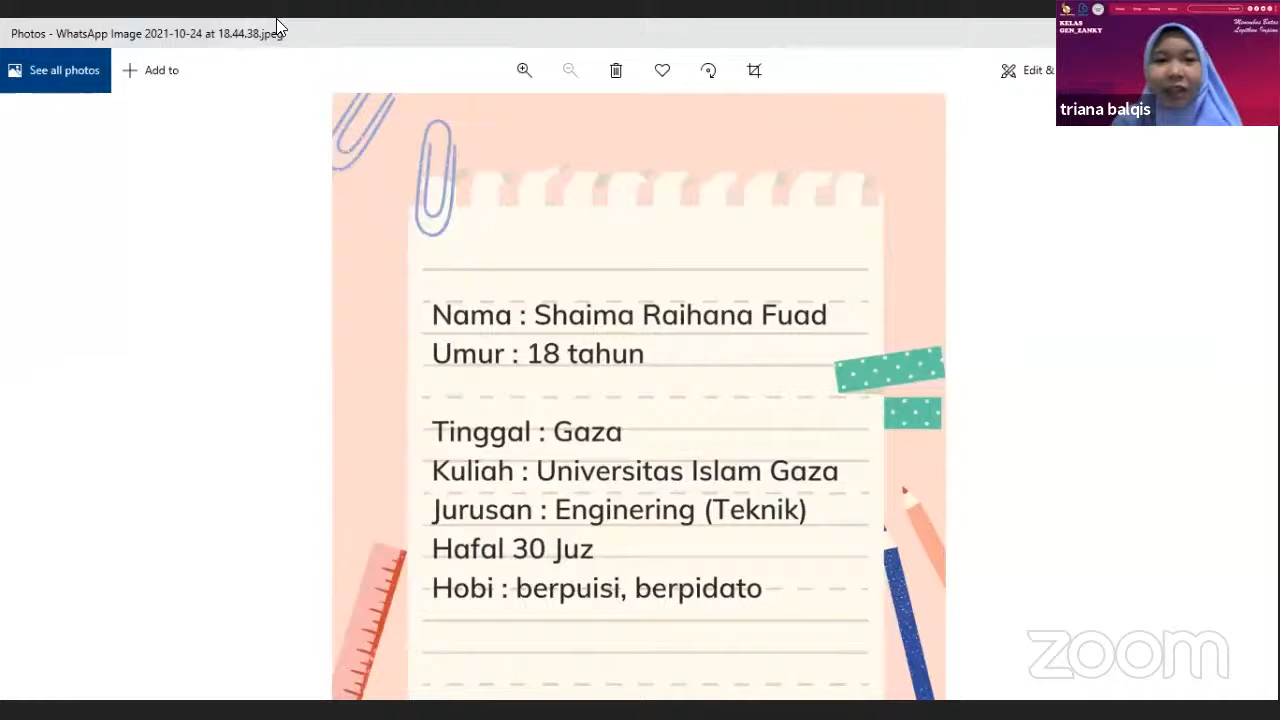 Photos - WhatsApp Image 2021-10-24 at 18.44.38.jpeg
See all photos
Add to
Edit &
KELAS
GEN_ZANKY
triana balqis
Nama : Shaima Raihana Fuad
Umur : 18 tahun
Tinggal : Gaza
Kuliah : Universitas Islam Gaza
Jurusan : Enginering (Teknik)
Hafal 30 Juz
Hobi : berpuisi, berpidato
zoom